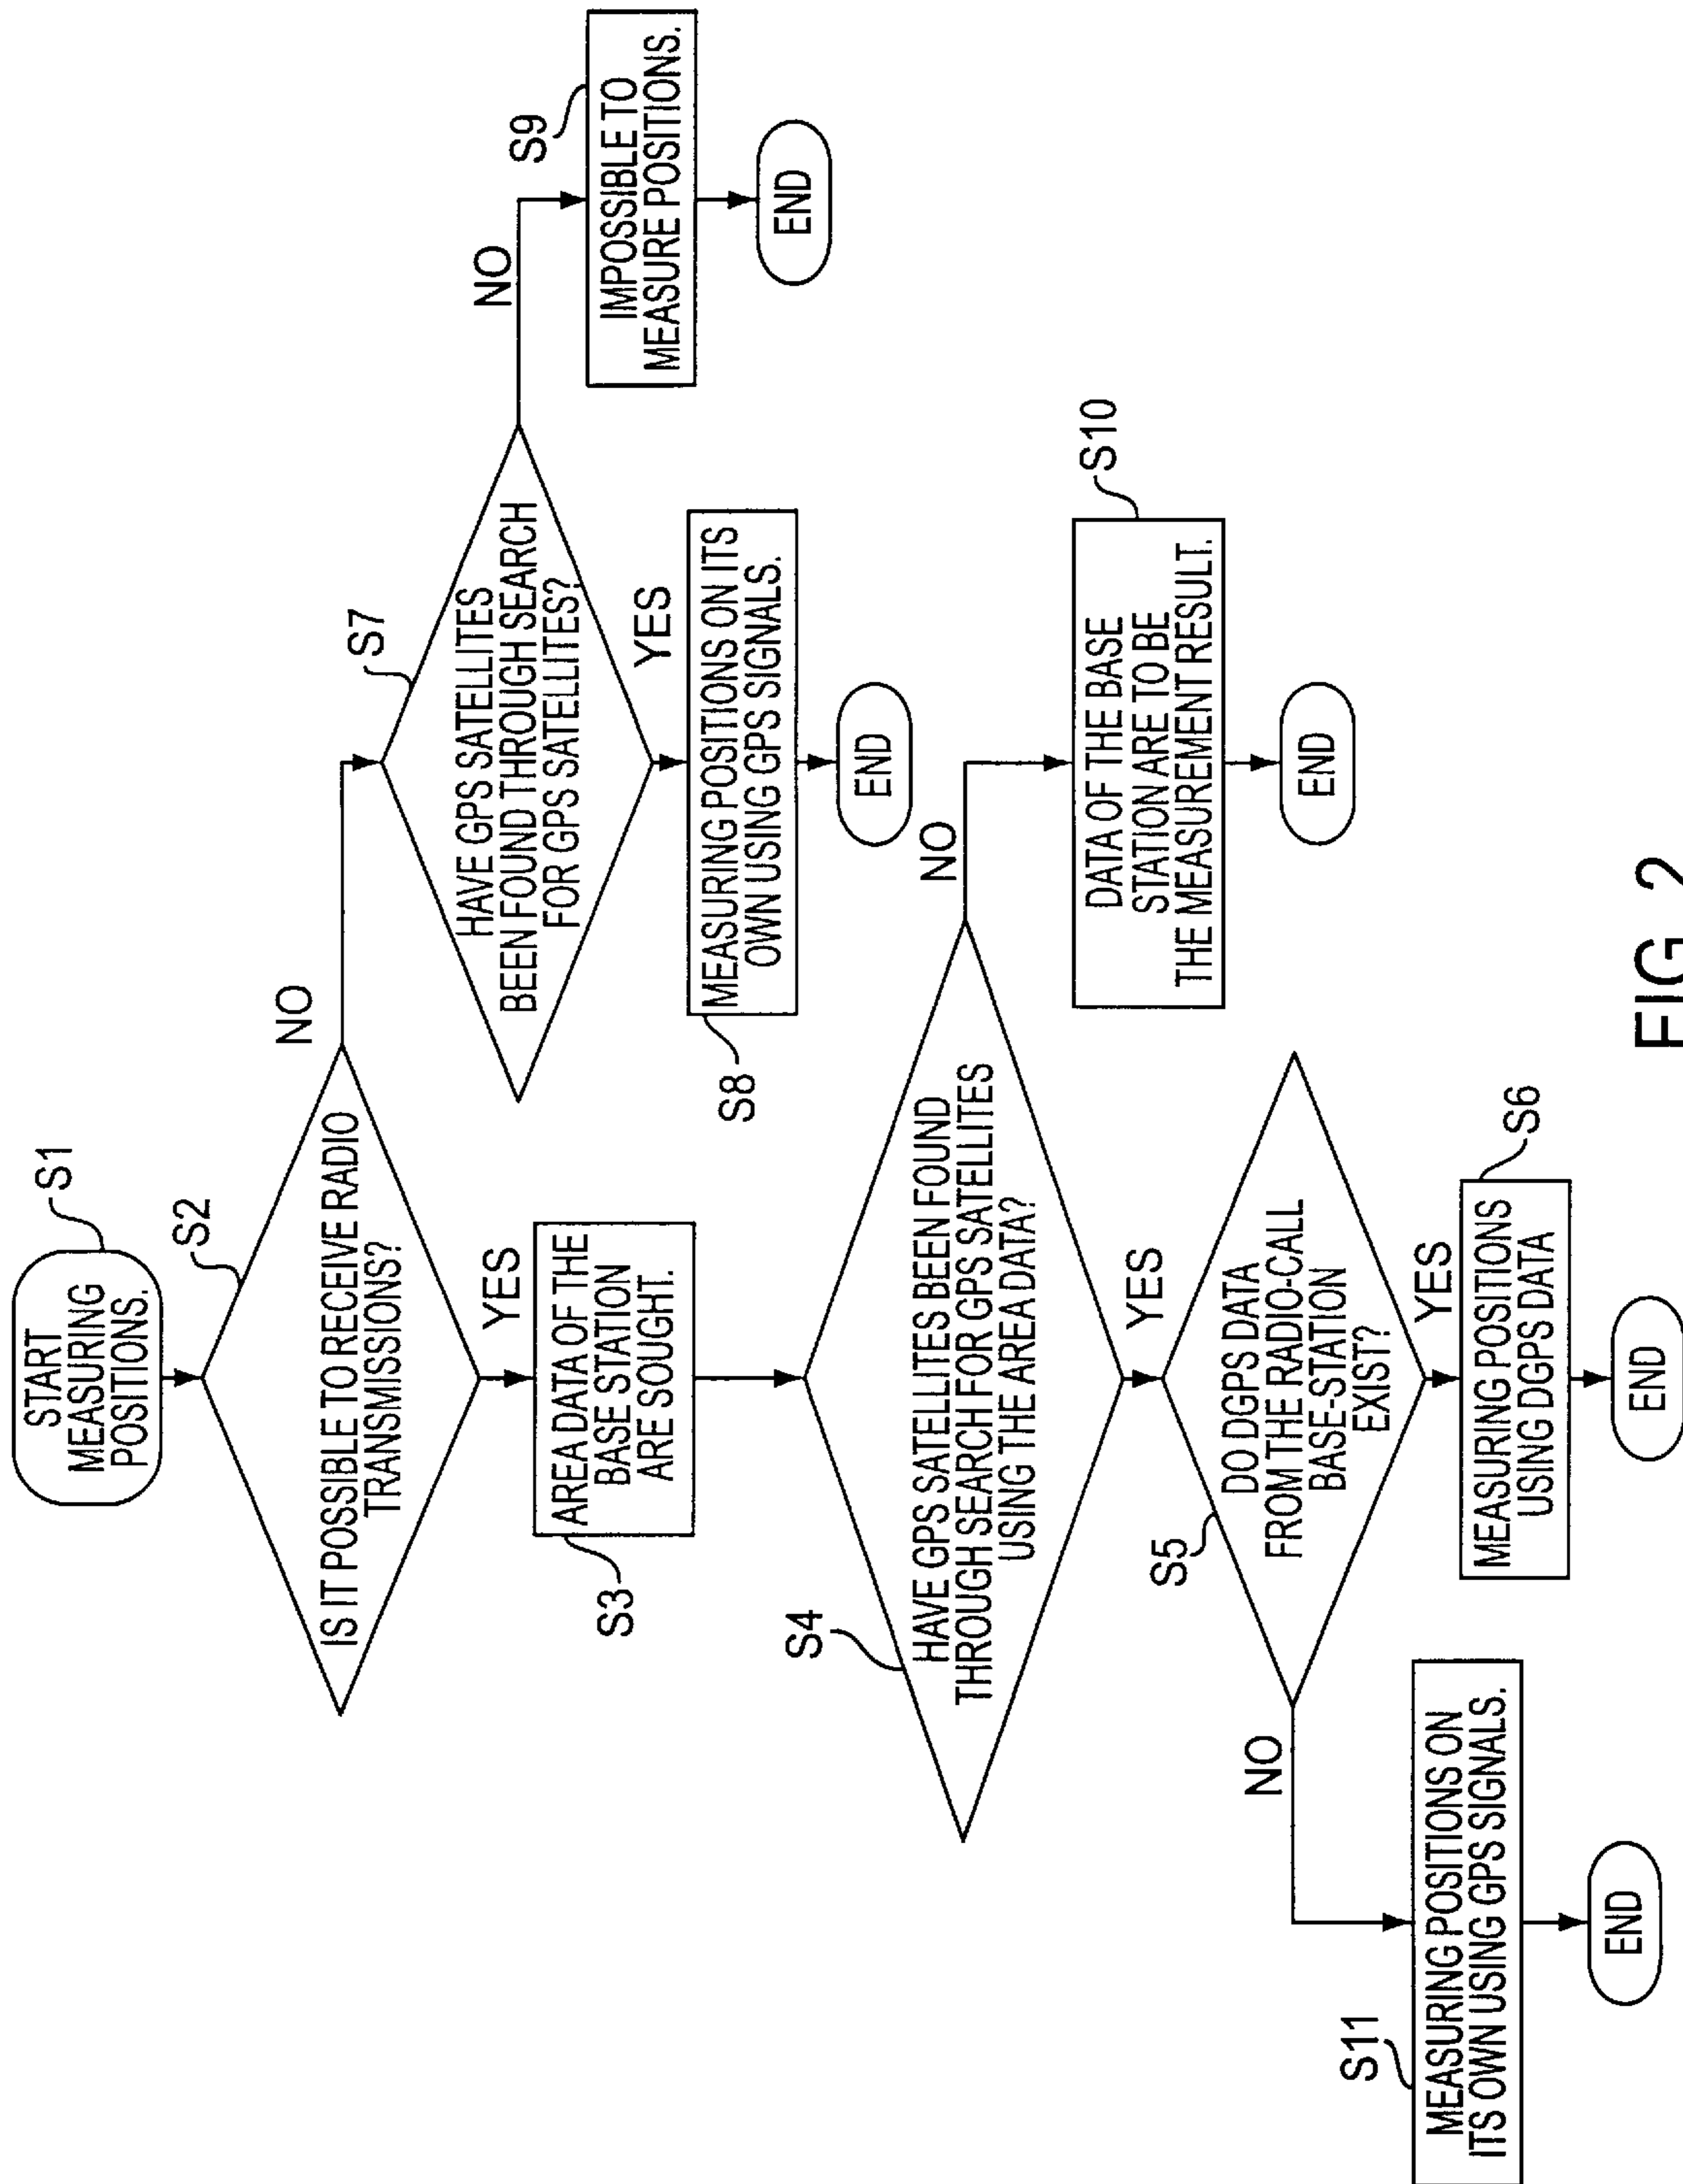 START
MEASURING
POSITIONS.
S1
S2
IS IT POSSIBLE TO RECEIVE RADIO
TRANSMISSIONS?
NO
YES
S3
AREA DATA OF THE
BASE STATION
ARE SOUGHT.
S7
HAVE GPS SATELLITES
BEEN FOUND THROUGH SEARCH
FOR GPS SATELLITES?
NO
YES
S8
MEASURING POSITIONS ON ITS
OWN USING GPS SIGNALS.
END
S9
IMPOSSIBLE TO
MEASURE POSITIONS.
END
S4
HAVE GPS SATELLITES BEEN FOUND
THROUGH SEARCH FOR GPS SATELLITES
USING THE AREA DATA?
NO
YES
S10
DATA OF THE BASE
STATION ARE TO BE
THE MEASUREMENT RESULT.
END
S5
DO DGPS DATA
FROM THE RADIO-CALL
BASE-STATION
EXIST?
NO
YES
S6
MEASURING POSITIONS
USING DGPS DATA
END
S11
MEASURING POSITIONS ON
ITS OWN USING GPS SIGNALS.
END
FIG. 2